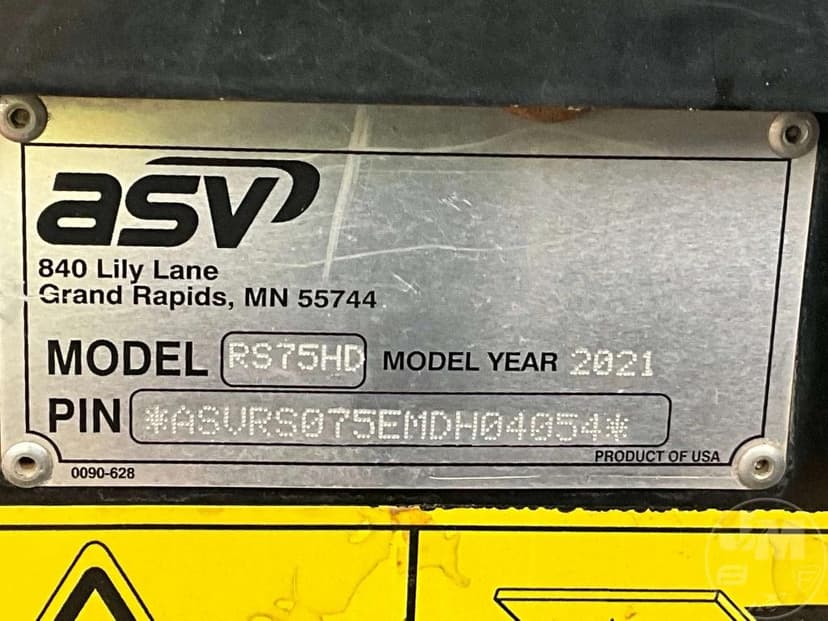 asv
840 Lily Lane
Grand Rapids, MN 55744
MODEL RS75HD MODEL YEAR 2021
PIN *ASVRS075EMDH04054*
PRODUCT OF USA
0090-628